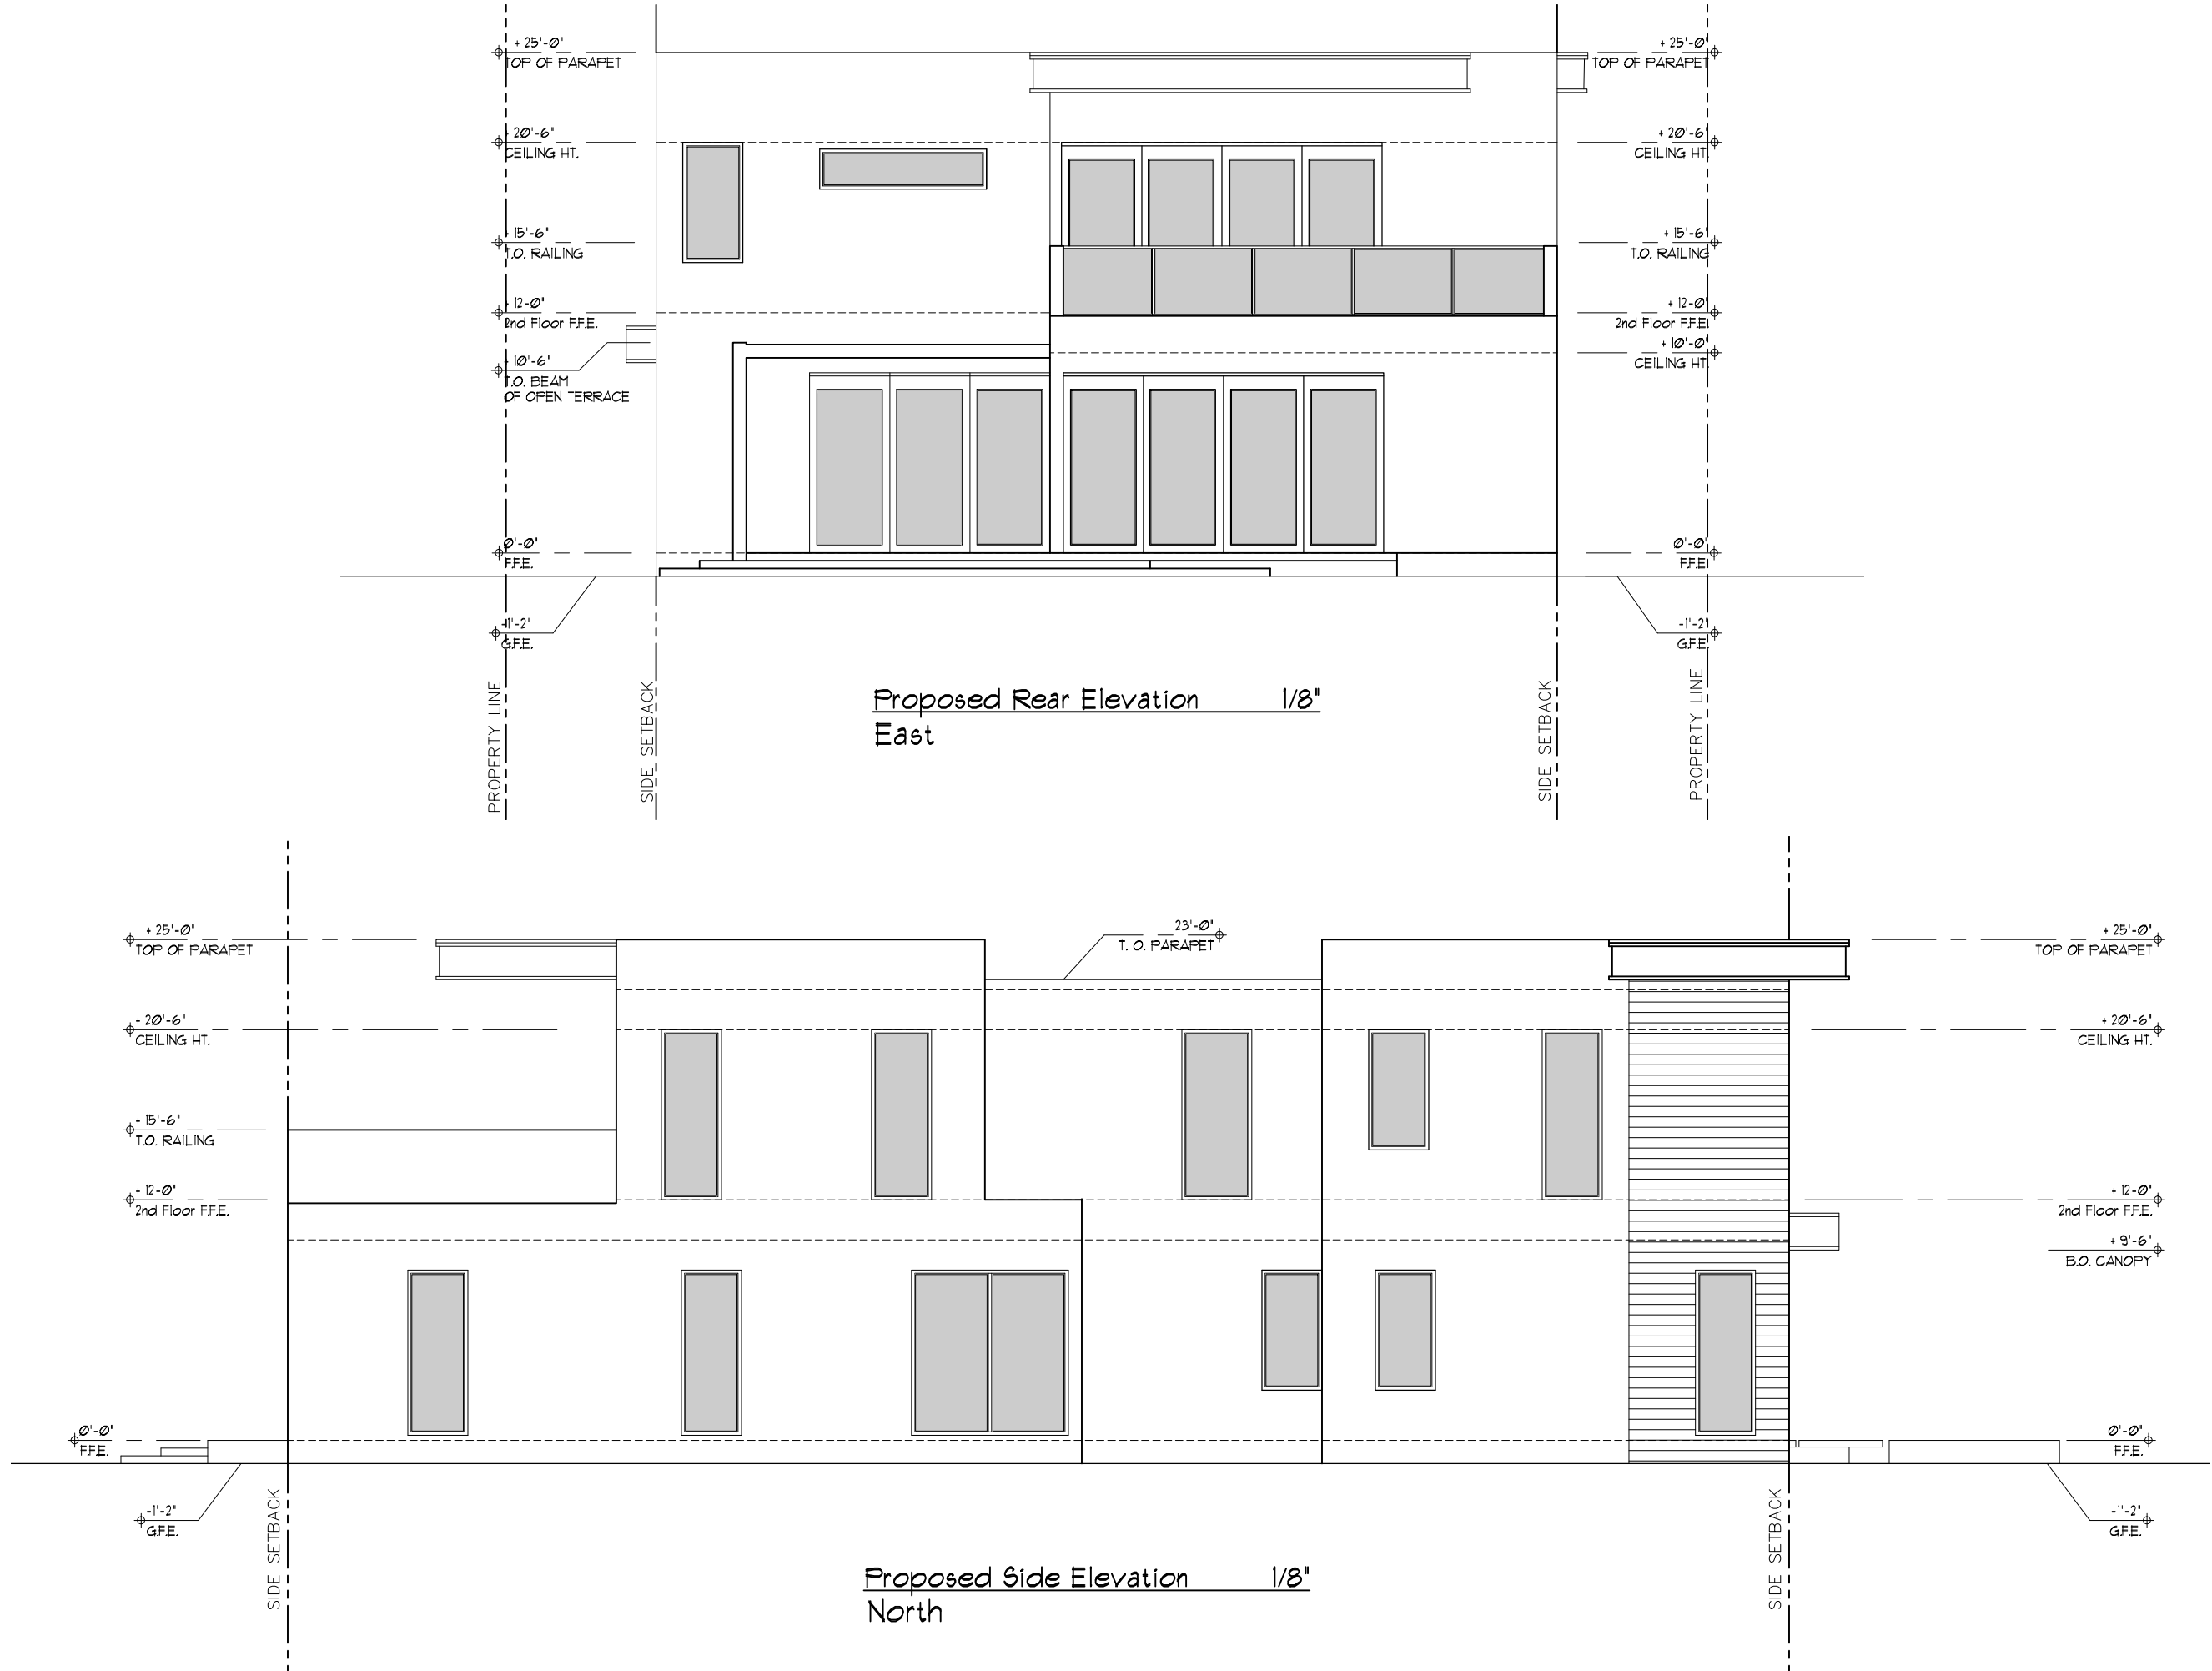 + 25'-0"
TOP OF PARAPET
+ 25'-0"
TOP OF PARAPET
+ 20'-6"
CEILING HT.
+ 20'-6"
CEILING HT.
+ 15'-6"
T.O. RAILING
+ 15'-6"
T.O. RAILING
+ 12-0"
2nd Floor F.F.E.
+ 12-0"
2nd Floor F.F.E.
+ 10'-6"
T.O. BEAM
OF OPEN TERRACE
+ 10'-0"
CEILING HT.
0'-0"
F.F.E.
0'-0"
F.F.E.
-1'-2"
G.F.E.
-1'-2"
G.F.E.
PROPERTY LINE
SIDE SETBACK
Proposed Rear Elevation 1/8"
East
SIDE SETBACK
PROPERTY LINE
+ 25'-0"
TOP OF PARAPET
23'-0"
T. O. PARAPET
+ 25'-0"
TOP OF PARAPET
+ 20'-6"
CEILING HT.
+ 20'-6"
CEILING HT.
+ 15'-6"
T.O. RAILING
+ 12-0"
2nd Floor F.F.E.
+ 12-0"
2nd Floor F.F.E.
+ 9'-6"
B.O. CANOPY
0'-0"
F.F.E.
0'-0"
F.F.E.
-1'-2"
G.F.E.
-1'-2"
G.F.E.
SIDE SETBACK
SIDE SETBACK
Proposed Side Elevation 1/8"
North